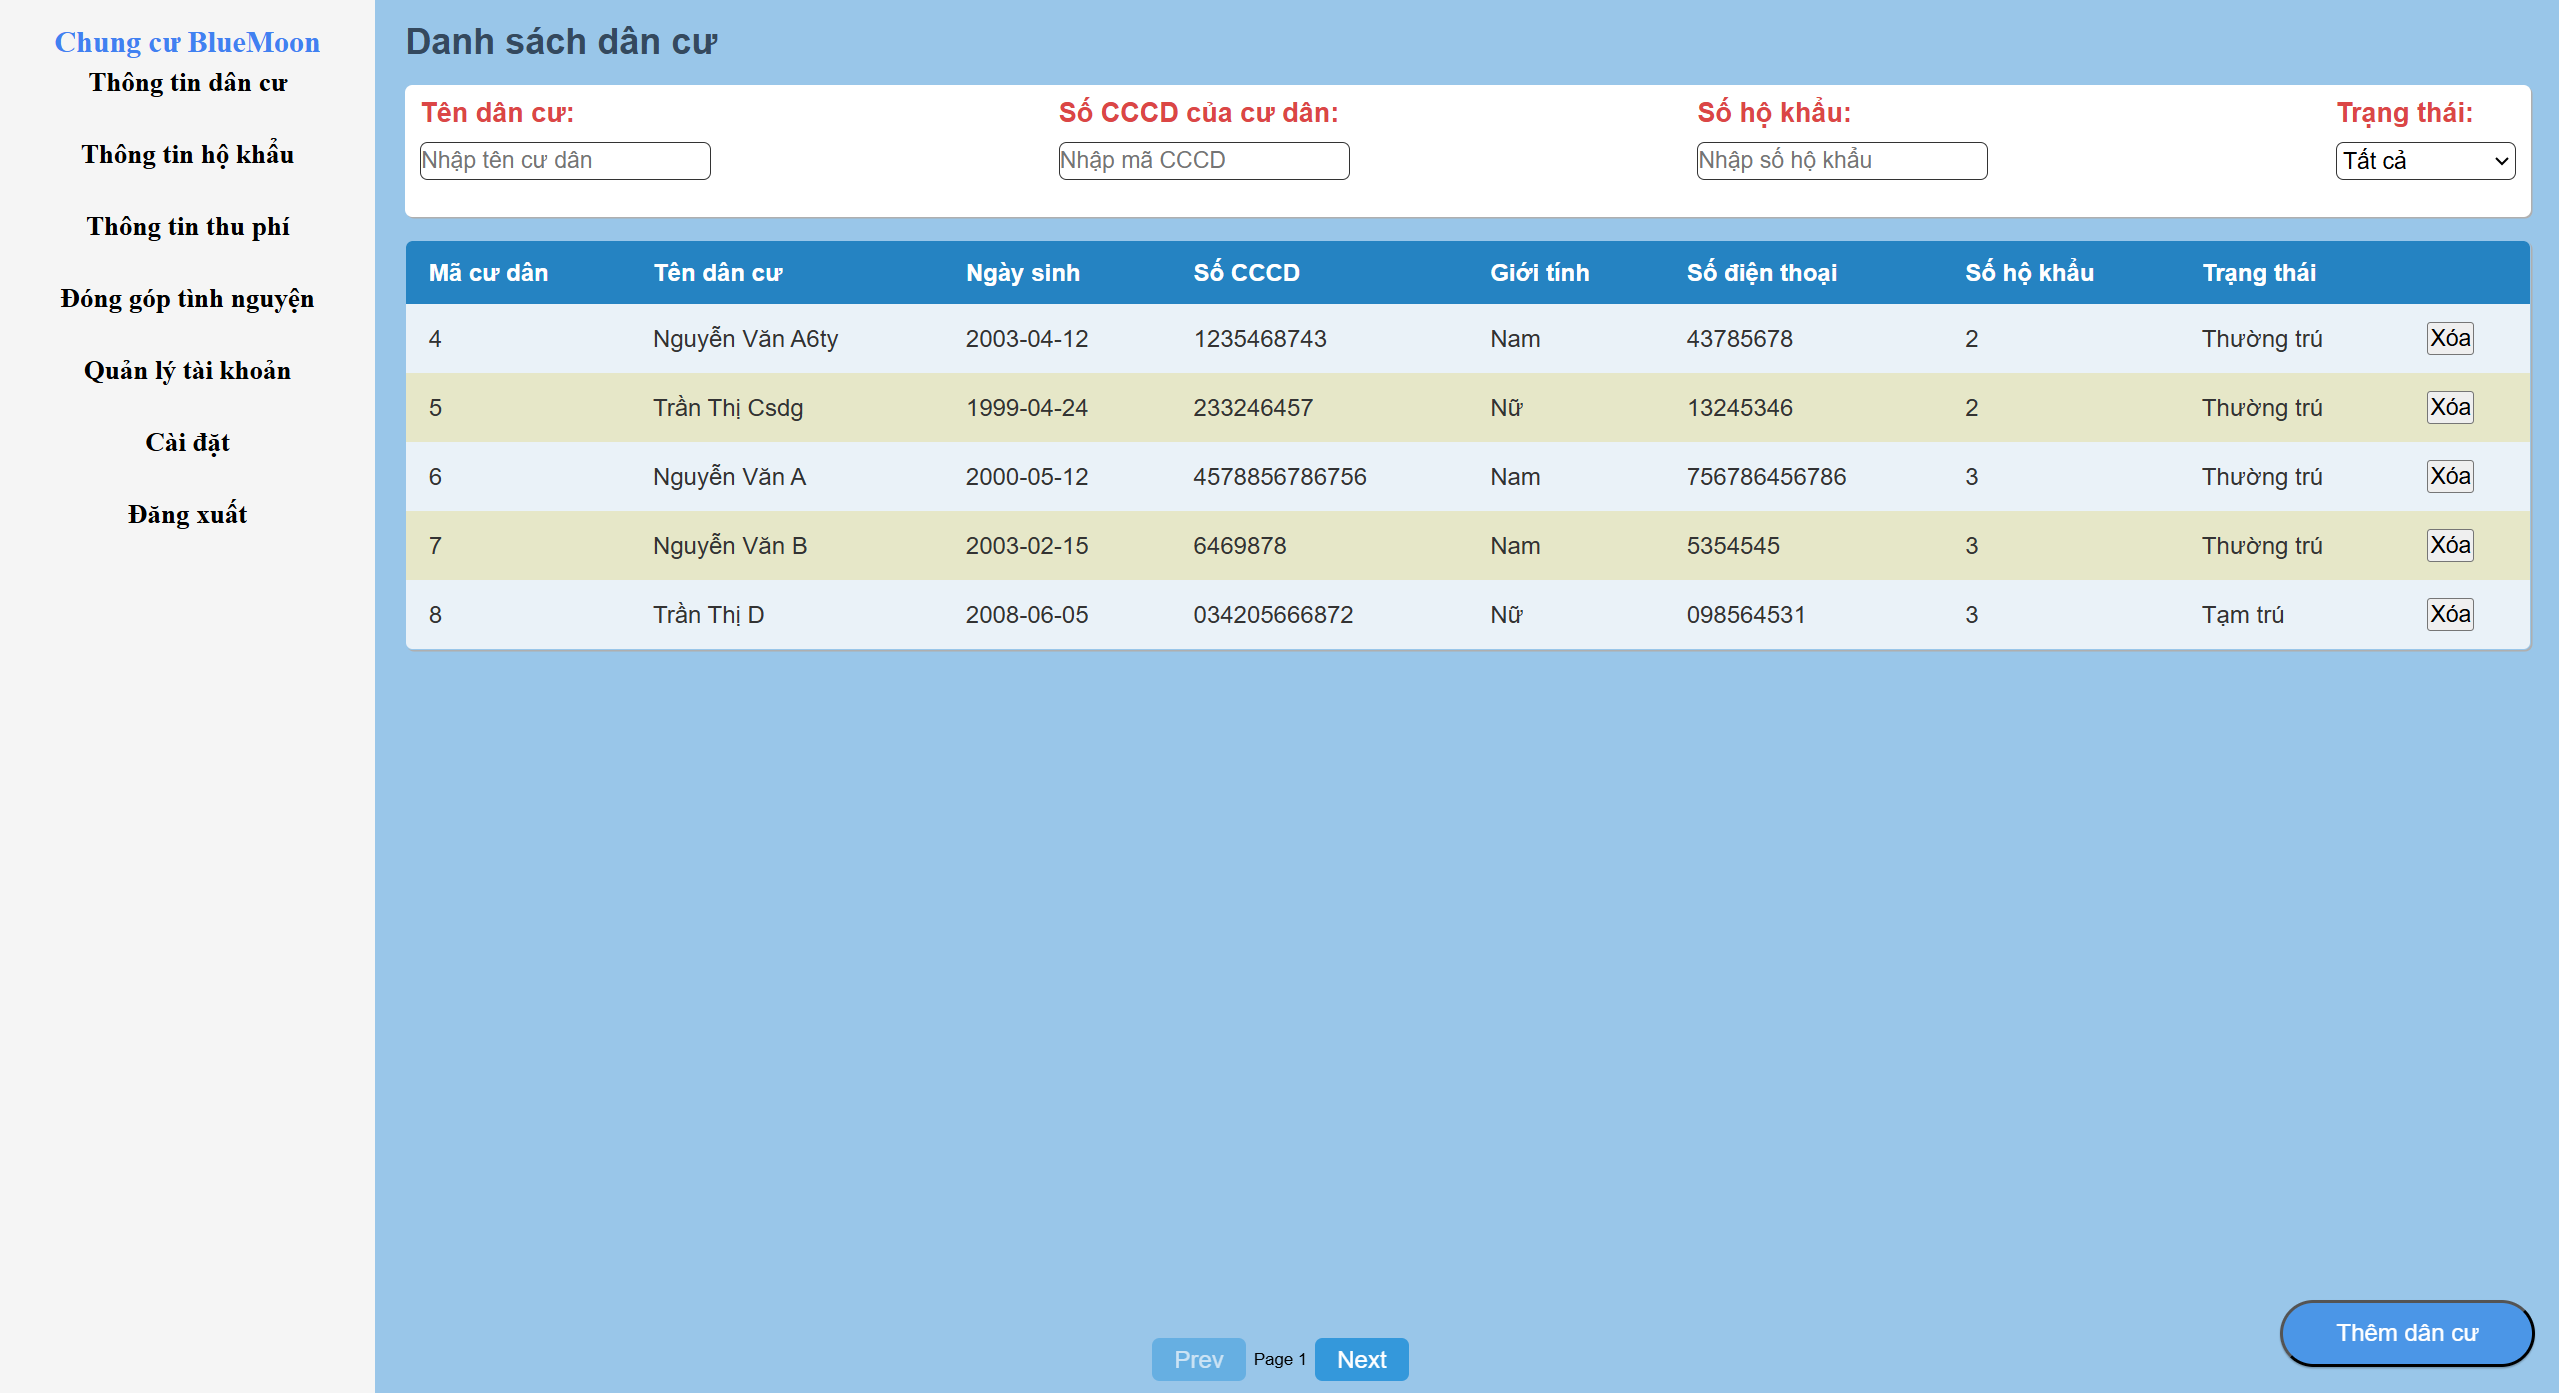 Chung cư BlueMoon
Thông tin dân cư
Thông tin hộ khẩu
Thông tin thu phí
Đóng góp tình nguyện
Quản lý tài khoản
Cài đặt
Đăng xuất
Danh sách dân cư
Tên dân cư: Số CCCD của cư dân: Số hộ khẩu: Trạng thái:
Nhập tên cư dân Nhập mã CCCD Nhập số hộ khẩu Tất cả
Mã cư dân Tên dân cư Ngày sinh Số CCCD Giới tính Số điện thoại Số hộ khẩu Trạng thái
4 Nguyễn Văn A6ty 2003-04-12 1235468743 Nam 43785678 2 Thường trú Xóa
5 Trần Thị Csdg 1999-04-24 233246457 Nữ 13245346 2 Thường trú Xóa
6 Nguyễn Văn A 2000-05-12 4578856786756 Nam 756786456786 3 Thường trú Xóa
7 Nguyễn Văn B 2003-02-15 6469878 Nam 5354545 3 Thường trú Xóa
8 Trần Thị D 2008-06-05 034205666872 Nữ 098564531 3 Tạm trú Xóa
Thêm dân cư
Prev Page 1 Next